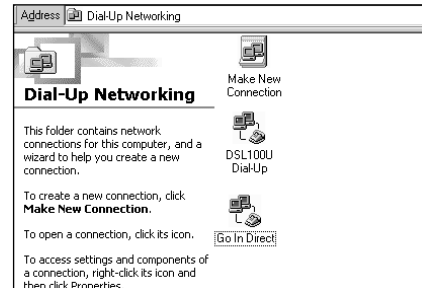 Address Dial-Up Networking
Dial-Up Networking
This folder contains network
connections for this computer, and a
wizard to help you create a new
connection.
To create a new connection, click
Make New Connection.
To open a connection, click its icon.
To access settings and components of
a connection, right-click its icon and
then click Properties.
Make New
Connection
DSL100U
Dial-Up
Go In Direct